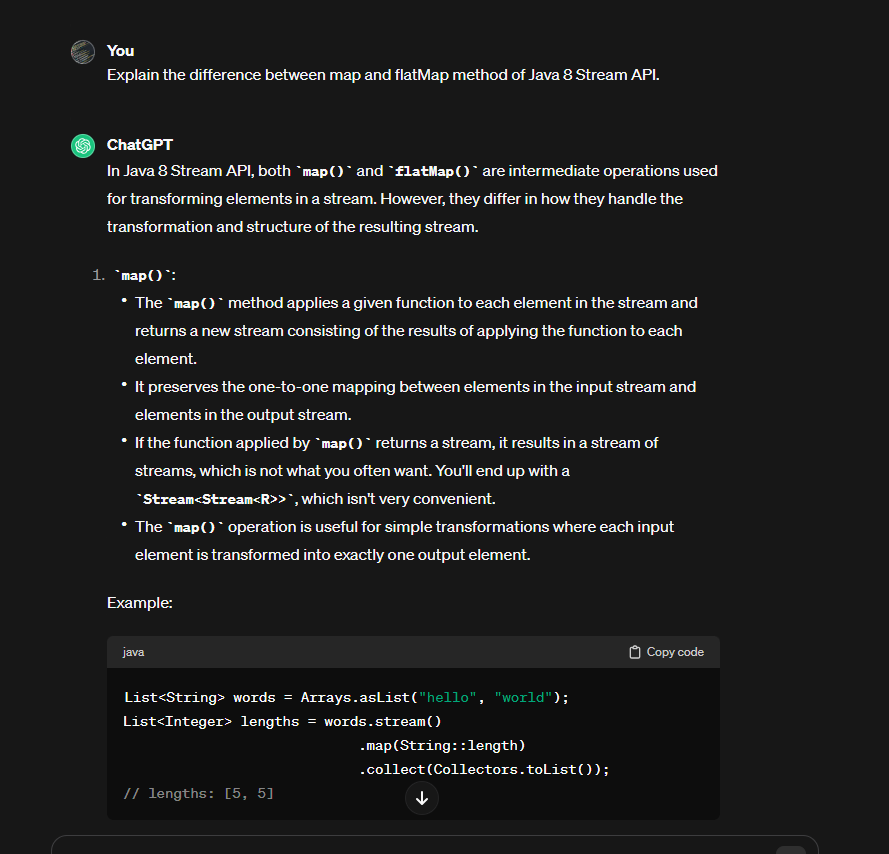 You
Explain the difference between map and flatMap method of Java 8 Stream API.
ChatGPT
In Java 8 Stream API, both `map()` and `flatMap()` are intermediate operations used
for transforming elements in a stream. However, they differ in how they handle the
transformation and structure of the resulting stream.
1. `map()`:
• The `map()` method applies a given function to each element in the stream and
returns a new stream consisting of the results of applying the function to each
element.
• It preserves the one-to-one mapping between elements in the input stream and
elements in the output stream.
• If the function applied by `map()` returns a stream, it results in a stream of
streams, which is not what you often want. You'll end up with a
`Stream<Stream<R>>`, which isn't very convenient.
• The `map()` operation is useful for simple transformations where each input
element is transformed into exactly one output element.
Example:
java Copy code
List<String> words = Arrays.asList("hello", "world");
List<Integer> lengths = words.stream()
.map(String::length)
.collect(Collectors.toList());
// lengths: [5, 5]